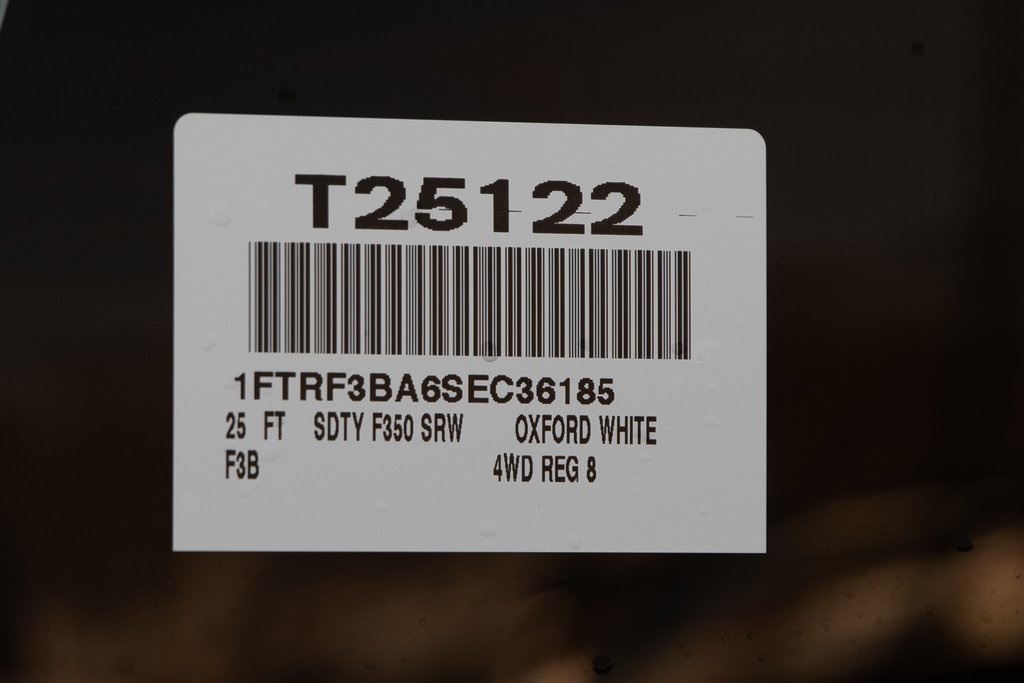 T25122
1FTRF3BA6SEC36185
25 FT SDTY F350 SRW OXFORD WHITE
F3B 4WD REG 8